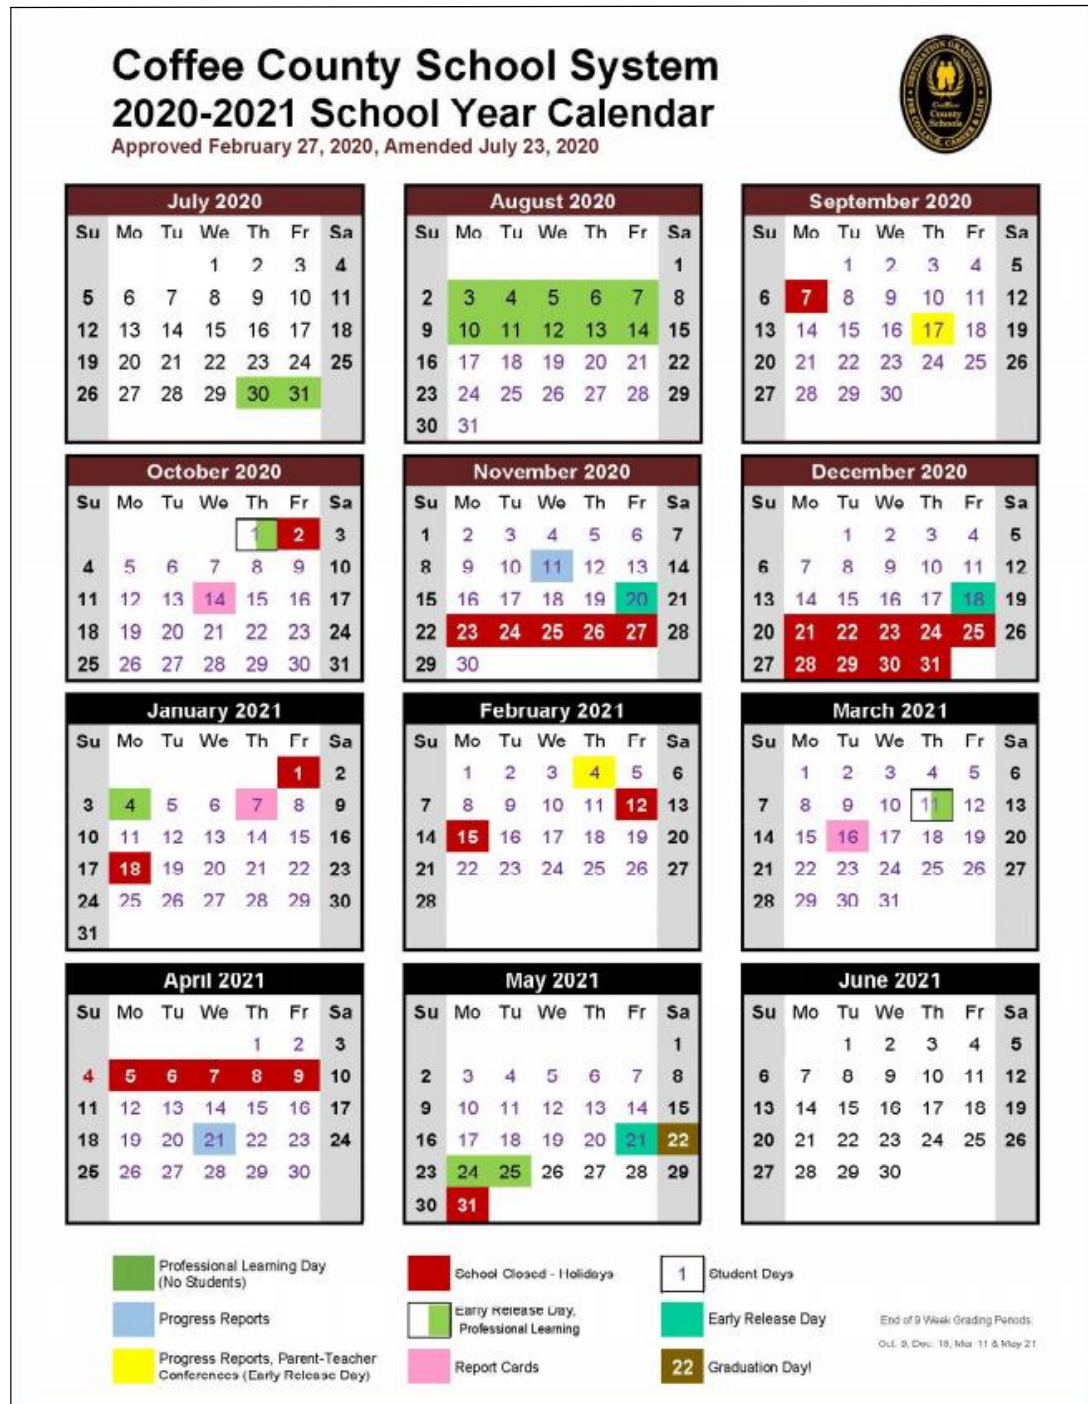 Coffee County School System
2020-2021 School Year Calendar
Approved February 27, 2020, Amended July 23, 2020
DESTINATION GRADUATION
Coffee
County
Schools
FOR COLLEGE, CAREER & LIFE
July 2020
Su Mo Tu We Th Fr Sa
1 2 3 4
5 6 7 8 9 10 11
12 13 14 15 16 17 18
19 20 21 22 23 24 25
26 27 28 29 30 31
August 2020
Su Mo Tu We Th Fr Sa
1
2 3 4 5 6 7 8
9 10 11 12 13 14 15
16 17 18 19 20 21 22
23 24 25 26 27 28 29
30 31
September 2020
Su Mo Tu We Th Fr Sa
1 2 3 4 5
6 7 8 9 10 11 12
13 14 15 16 17 18 19
20 21 22 23 24 25 26
27 28 29 30
October 2020
Su Mo Tu We Th Fr Sa
1 2 3
4 5 6 7 8 9 10
11 12 13 14 15 16 17
18 19 20 21 22 23 24
25 26 27 28 29 30 31
November 2020
Su Mo Tu We Th Fr Sa
1 2 3 4 5 6 7
8 9 10 11 12 13 14
15 16 17 18 19 20 21
22 23 24 25 26 27 28
29 30
December 2020
Su Mo Tu We Th Fr Sa
1 2 3 4 5
6 7 8 9 10 11 12
13 14 15 16 17 18 19
20 21 22 23 24 25 26
27 28 29 30 31
January 2021
Su Mo Tu We Th Fr Sa
1 2
3 4 5 6 7 8 9
10 11 12 13 14 15 16
17 18 19 20 21 22 23
24 25 26 27 28 29 30
31
February 2021
Su Mo Tu We Th Fr Sa
1 2 3 4 5 6
7 8 9 10 11 12 13
14 15 16 17 18 19 20
21 22 23 24 25 26 27
28
March 2021
Su Mo Tu We Th Fr Sa
1 2 3 4 5 6
7 8 9 10 11 12 13
14 15 16 17 18 19 20
21 22 23 24 25 26 27
28 29 30 31
April 2021
Su Mo Tu We Th Fr Sa
1 2 3
4 5 6 7 8 9 10
11 12 13 14 15 16 17
18 19 20 21 22 23 24
25 26 27 28 29 30
May 2021
Su Mo Tu We Th Fr Sa
1
2 3 4 5 6 7 8
9 10 11 12 13 14 15
16 17 18 19 20 21 22
23 24 25 26 27 28 29
30 31
June 2021
Su Mo Tu We Th Fr Sa
1 2 3 4 5
6 7 8 9 10 11 12
13 14 15 16 17 18 19
20 21 22 23 24 25 26
27 28 29 30
Professional Learning Day
(No Students)
School Closed - Holidays
1 Student Days
Progress Reports
Early Release Day,
Professional Learning
Early Release Day
Progress Reports, Parent-Teacher
Conferences (Early Release Day)
Report Cards
22 Graduation Day!
End of 9 Week Grading Periods:
Oct. 9, Dec. 18, Mar 11 & May 21